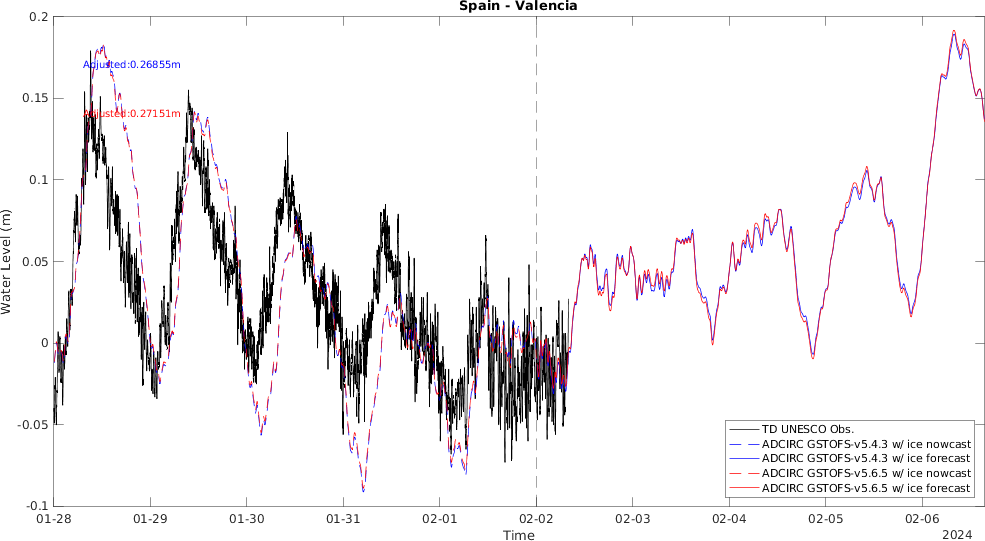 Spain - Valencia
0.2
0.15
0.1
0.05
0
-0.05
-0.1
Water Level (m)
Adjusted:0.26855m
Adjusted:0.27151m
TD UNESCO Obs.
ADCIRC GSTOFS-v5.4.3 w/ ice nowcast
ADCIRC GSTOFS-v5.4.3 w/ ice forecast
ADCIRC GSTOFS-v5.6.5 w/ ice nowcast
ADCIRC GSTOFS-v5.6.5 w/ ice forecast
01-28 01-29 01-30 01-31 02-01 02-02 02-03 02-04 02-05 02-06
Time
2024